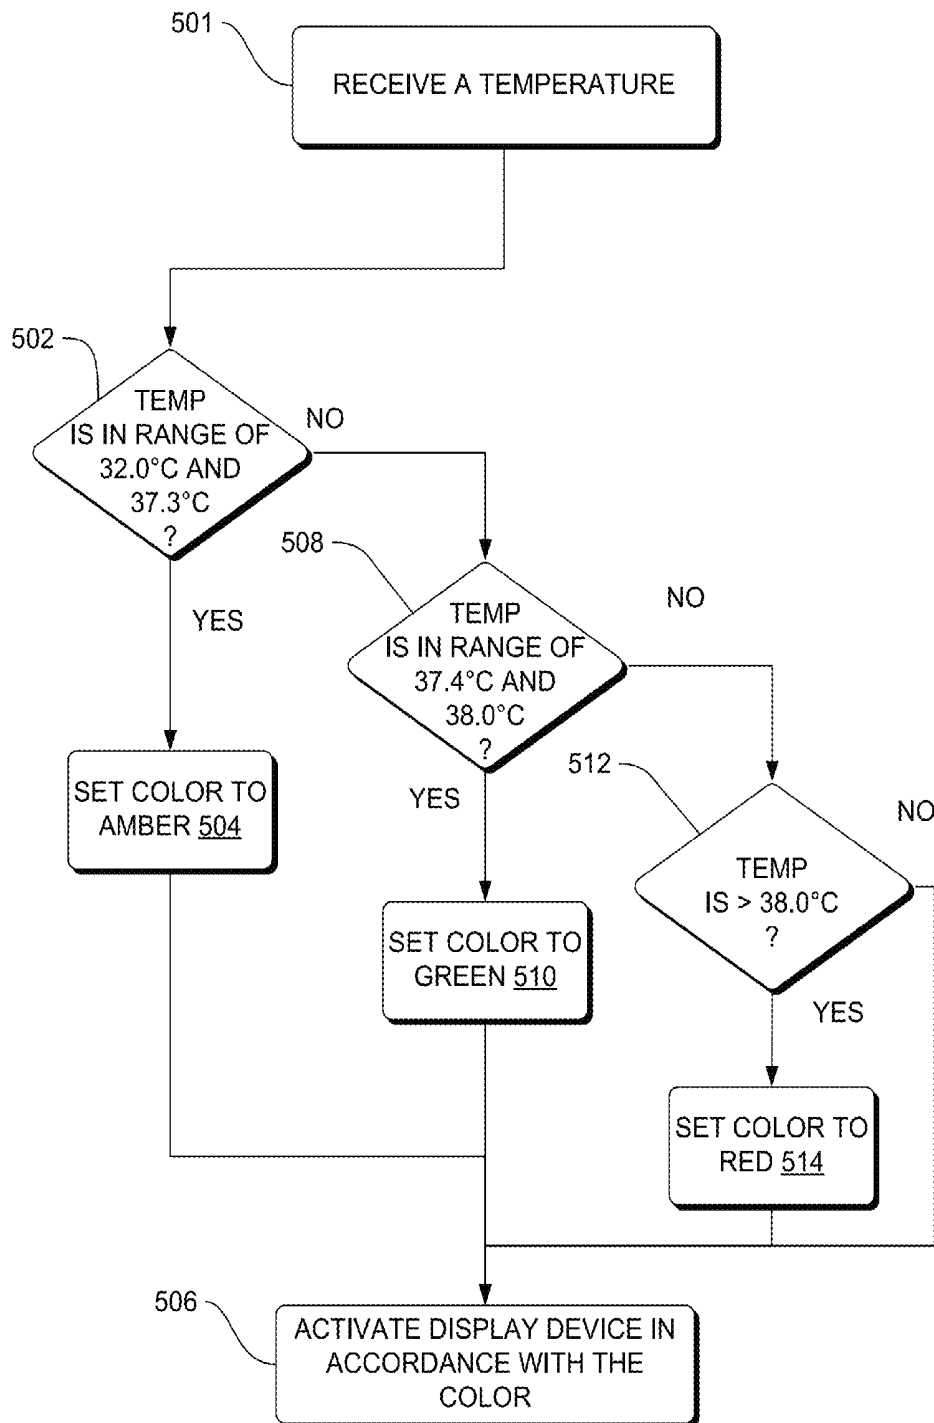 501
RECEIVE A TEMPERATURE
502
TEMP
IS IN RANGE OF
32.0°C AND
37.3°C
?
NO
YES
508
TEMP
IS IN RANGE OF
37.4°C AND
38.0°C
?
NO
YES
SET COLOR TO
AMBER 504
512
TEMP
IS > 38.0°C
?
NO
YES
SET COLOR TO
GREEN 510
SET COLOR TO
RED 514
506
ACTIVATE DISPLAY DEVICE IN
ACCORDANCE WITH THE
COLOR